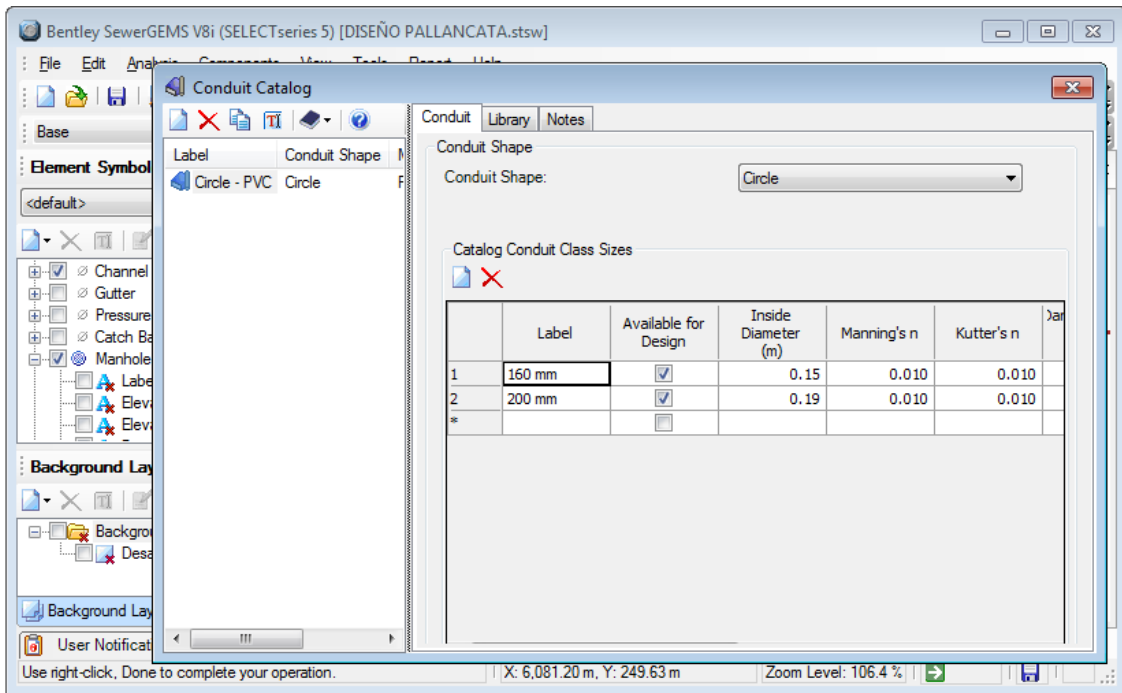 Bentley SewerGEMS V8i (SELECTseries 5) [DISEÑO PALLANCATA.stsw]
File Edit
Base
Element Symbol
<default>
Channel
Gutter
Pressure
Catch Ba
Manhole
Labe
Eleva
Eleva
Background Lay
Backgrou
Desa
Background Lay
User Notificat
Conduit Catalog
Label Conduit Shape
Circle - PVC Circle
Conduit Library Notes
Conduit Shape
Conduit Shape: Circle
Catalog Conduit Class Sizes
Label Available for Design Inside Diameter (m) Manning's n Kutter's n
1 160 mm 0.15 0.010 0.010
2 200 mm 0.19 0.010 0.010
*
Use right-click, Done to complete your operation. X: 6,081.20 m, Y: 249.63 m Zoom Level: 106.4 %